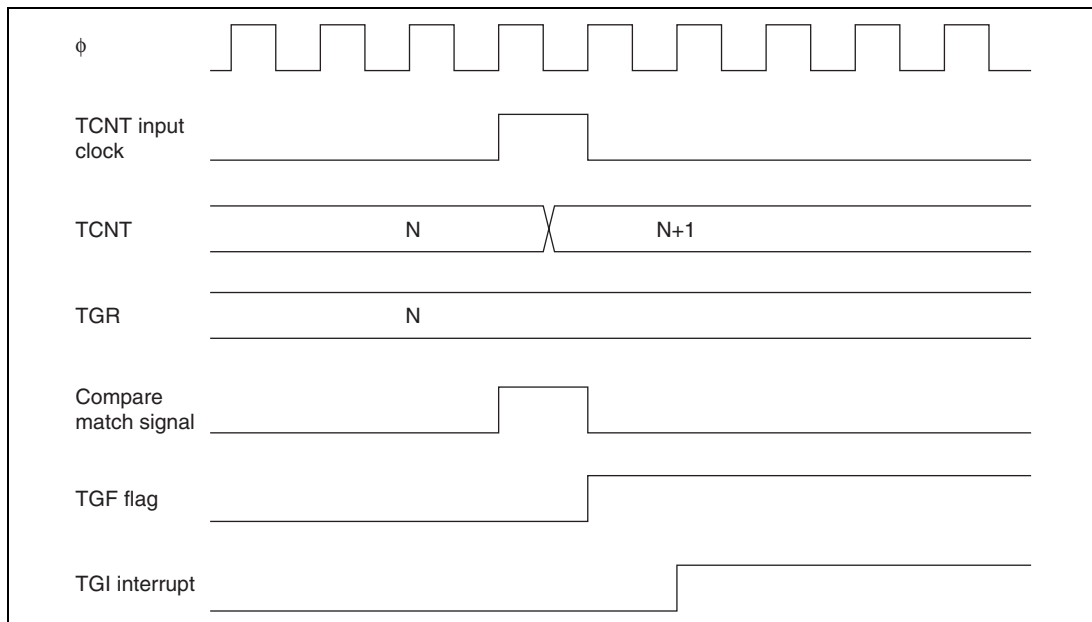 ϕ
TCNT input
clock
TCNT
N
N+1
TGR
N
Compare
match signal
TGF flag
TGI interrupt